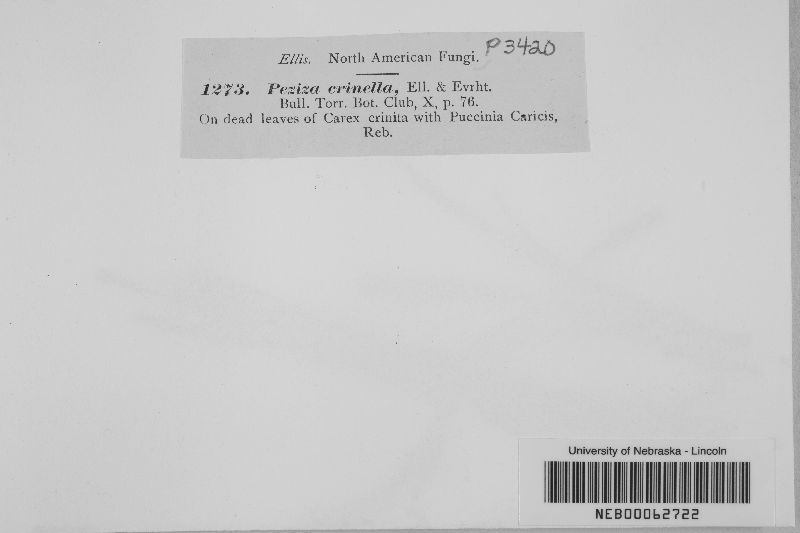 Ellis. North American Fungi. P3420
1273. Peziza crinella, Ell. & Evrht.
Bull. Torr. Bot. Club, X, p. 76.
On dead leaves of Carex crinita with Puccinia Caricis,
Reb.
University of Nebraska - Lincoln
NEB00062722